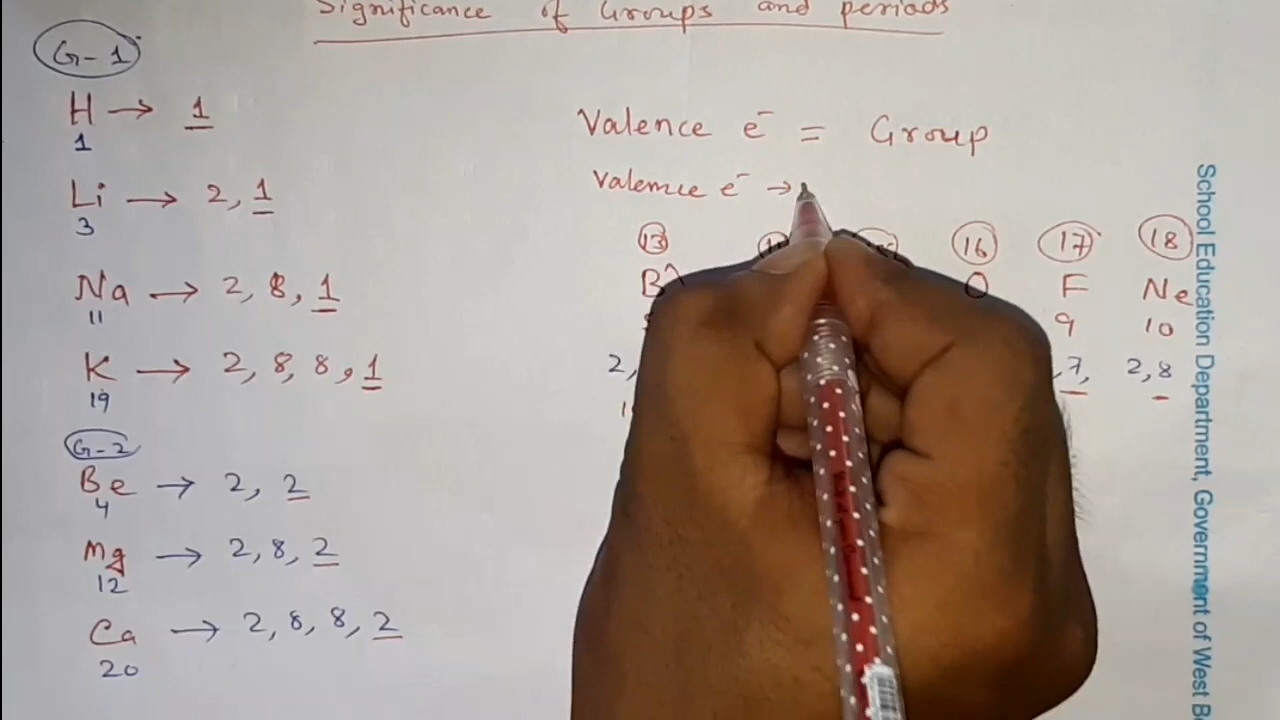 Significance of Groups and periods
G-1
H → 1
1
Li → 2, 1
3
Na → 2, 8, 1
11
K → 2, 8, 8, 1
19
G-2
Be → 2, 2
4
Mg → 2, 8, 2
12
Ca → 2, 8, 8, 2
20
Valence e⁻ = Group
Valence e⁻ →
13 16 17 18
B O F Ne
9 10
2, 7, 2,8
School Education Department, Government of West B